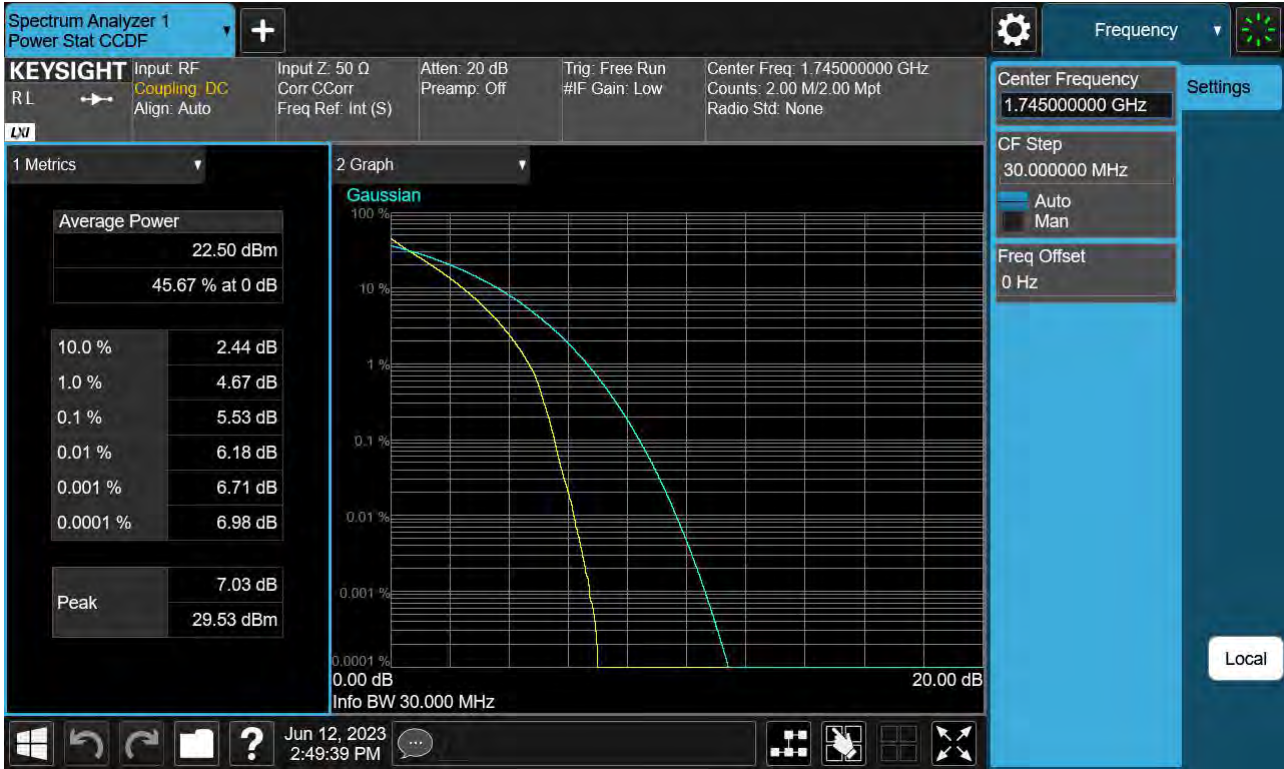 Spectrum Analyzer 1
Power Stat CCDF
Frequency
KEYSIGHT
R L
LXI
Input: RF
Coupling: DC
Align: Auto
Input Z: 50 Ω
Corr CCorr
Freq Ref: Int (S)
Atten: 20 dB
Preamp: Off
Trig: Free Run
#IF Gain: Low
Center Freq: 1.745000000 GHz
Counts: 2.00 M/2.00 Mpt
Radio Std: None
Center Frequency
1.745000000 GHz
Settings
CF Step
30.000000 MHz
Auto
Man
Freq Offset
0 Hz
1 Metrics
Average Power
22.50 dBm
45.67 % at 0 dB
10.0 % 2.44 dB
1.0 % 4.67 dB
0.1 % 5.53 dB
0.01 % 6.18 dB
0.001 % 6.71 dB
0.0001 % 6.98 dB
Peak
7.03 dB
29.53 dBm
2 Graph
Gaussian
100 %
10 %
1 %
0.1 %
0.01 %
0.001 %
0.0001 %
0.00 dB 20.00 dB
Info BW 30.000 MHz
Local
?
Jun 12, 2023
2:49:39 PM